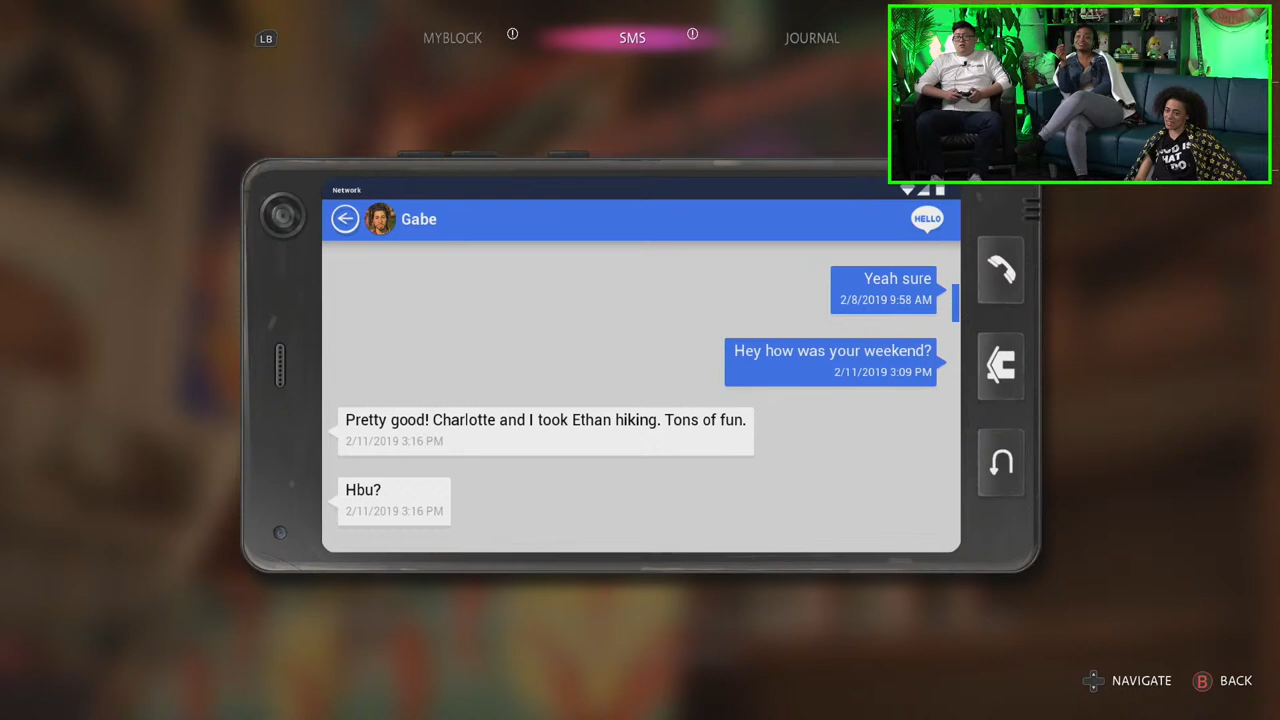 LB
MYBLOCK
SMS
JOURNAL
Network
Gabe
HELLO
Yeah sure
2/8/2019 9:58 AM
Hey how was your weekend?
2/11/2019 3:09 PM
Pretty good! Charlotte and I took Ethan hiking. Tons of fun.
2/11/2019 3:16 PM
Hbu?
2/11/2019 3:16 PM
NAVIGATE
B BACK